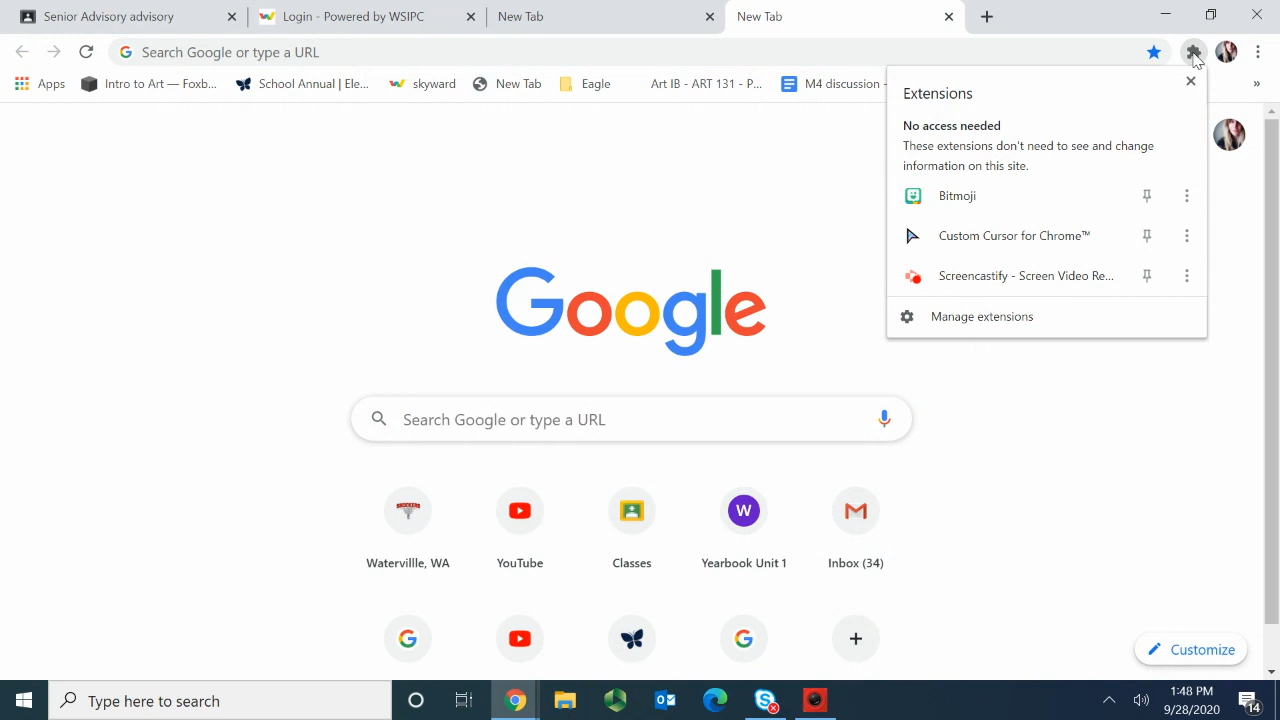 Senior Advisory advisory
Login - Powered by WSIPC
New Tab
New Tab
Search Google or type a URL
Apps
Intro to Art — Foxb...
School Annual | Ele...
skyward
New Tab
Eagle
Art IB - ART 131 - P...
M4 discussion -
»
Extensions
No access needed
These extensions don't need to see and change
information on this site.
Bitmoji
Custom Cursor for Chrome™
Screencastify - Screen Video Re...
Manage extensions
Google
Search Google or type a URL
W
Watervillle, WA
YouTube
Classes
Yearbook Unit 1
Inbox (34)
Customize
Type here to search
1:48 PM
9/28/2020
14